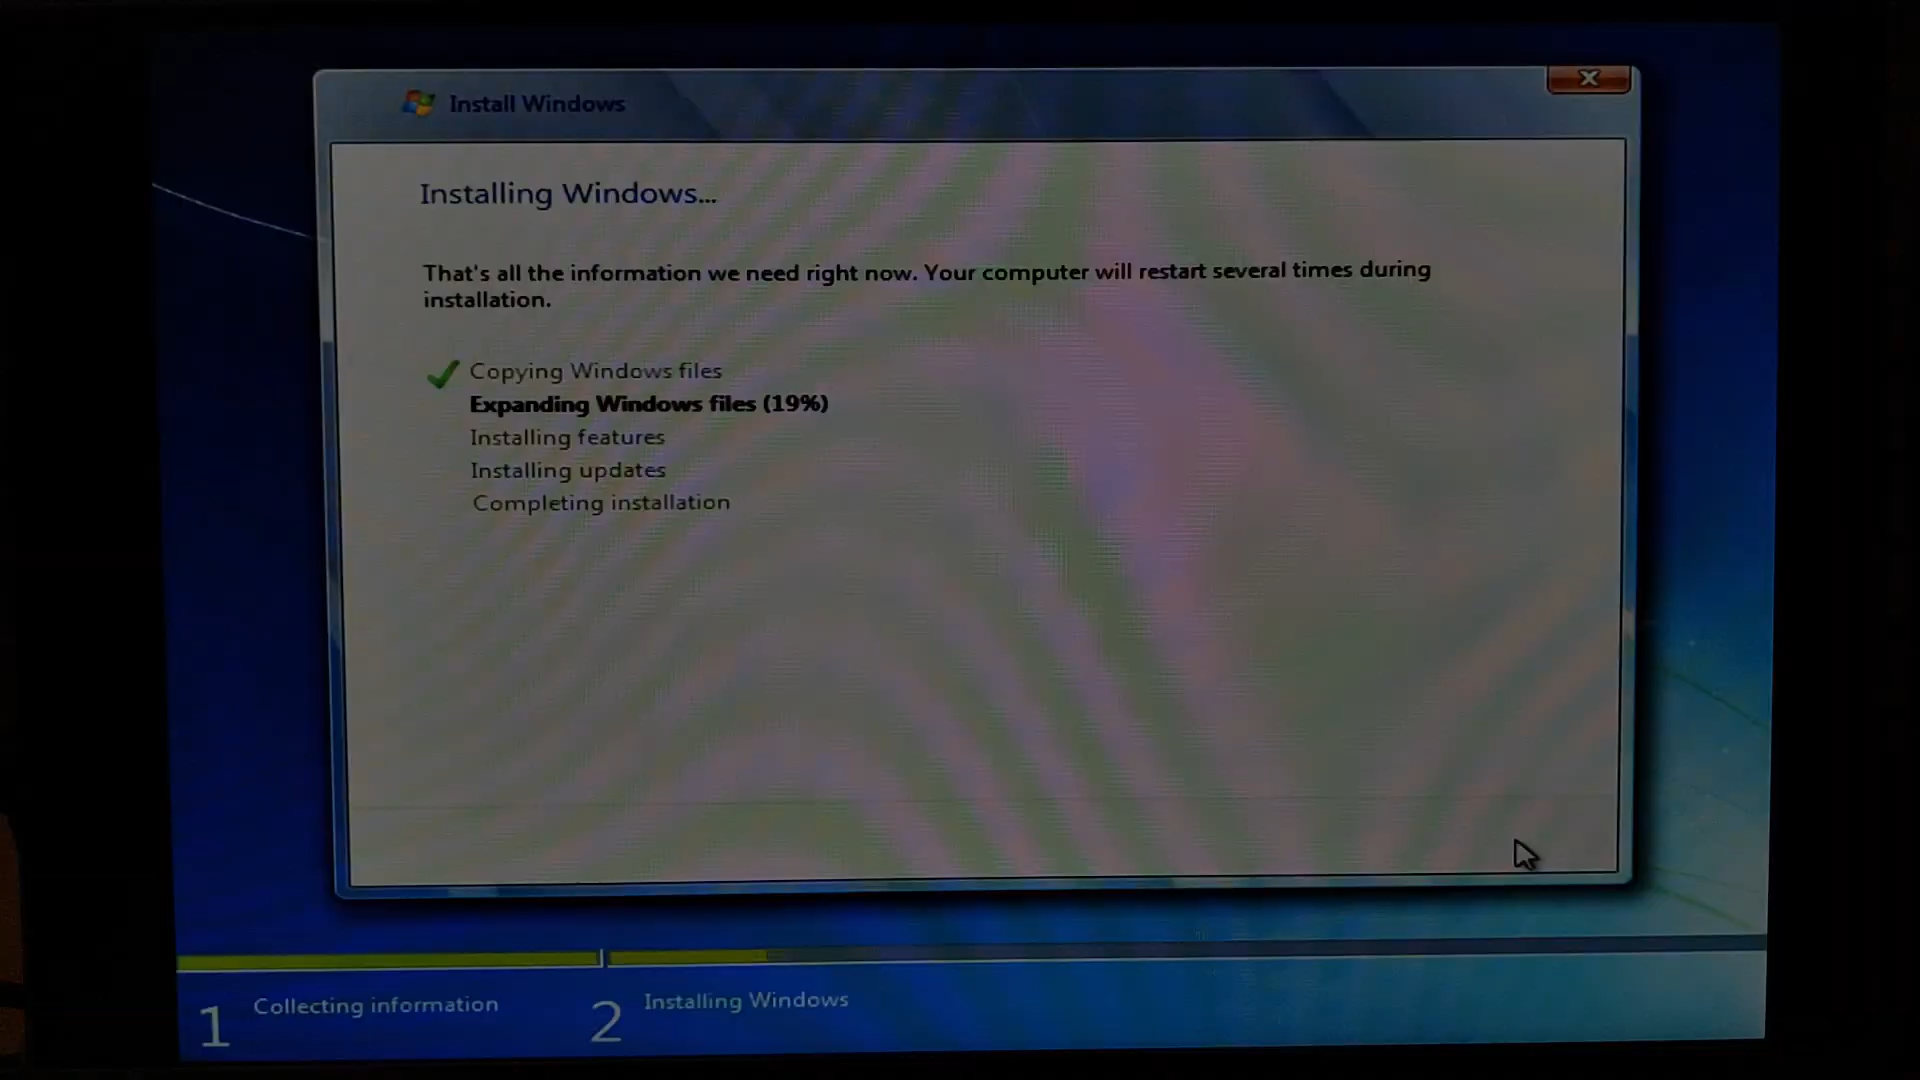 Install Windows
Installing Windows...
That's all the information we need right now. Your computer will restart several times during
installation.
Copying Windows files
Expanding Windows files (19%)
Installing features
Installing updates
Completing installation
1 Collecting information
2 Installing Windows